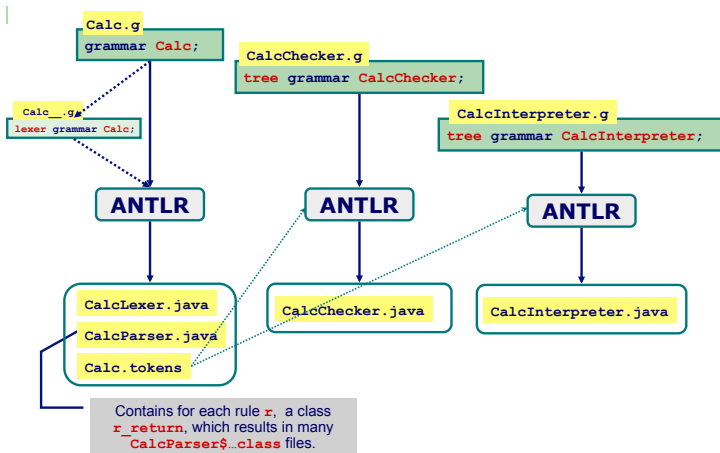 Calc.g
grammar Calc;
Calc__.g
lexer grammar Calc;
CalcChecker.g
tree grammar CalcChecker;
CalcInterpreter.g
tree grammar CalcInterpreter;
ANTLR
ANTLR
ANTLR
CalcLexer.java
CalcParser.java
Calc.tokens
CalcChecker.java
CalcInterpreter.java
Contains for each rule r, a class
r_return, which results in many
CalcParser$…class files.